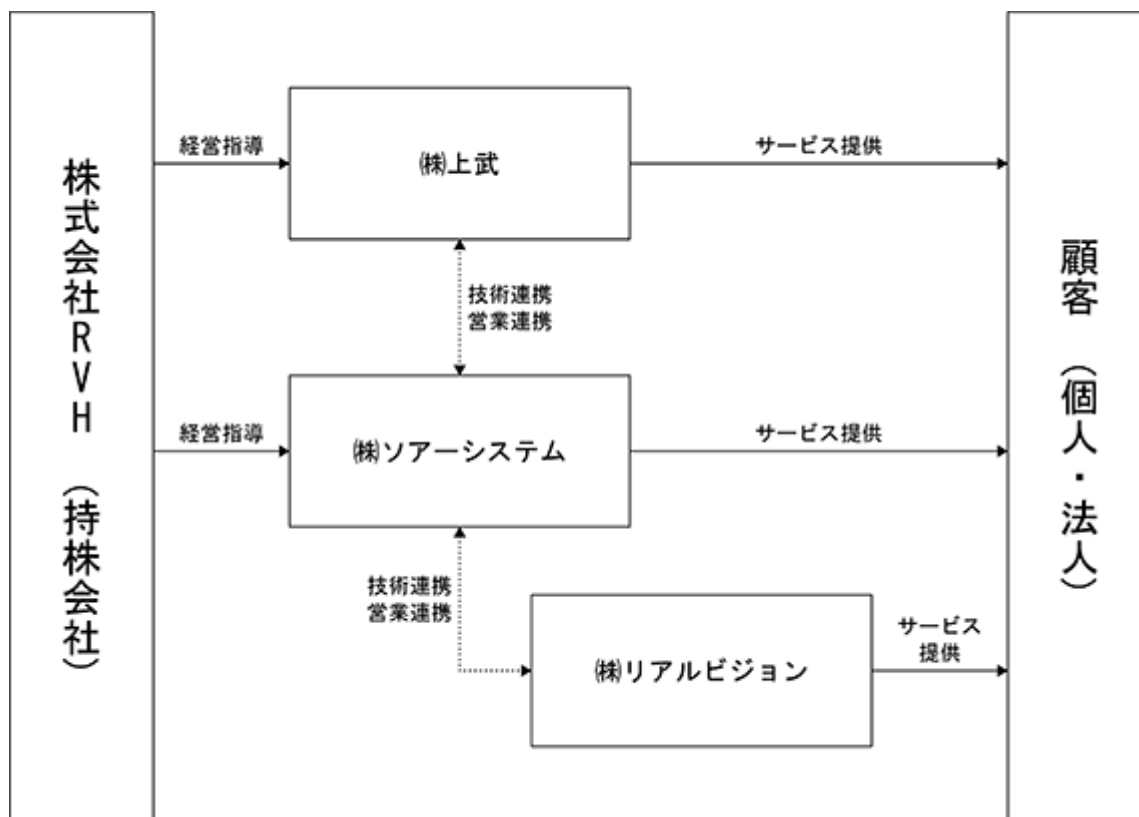 株式会社RVH （持株会社）
経営指導
㈱上武
サービス提供
技術連携
営業連携
経営指導
㈱ソアーシステム
サービス提供
技術連携
営業連携
㈱リアルビジョン
サービス
提供
顧客 （個人・法人）